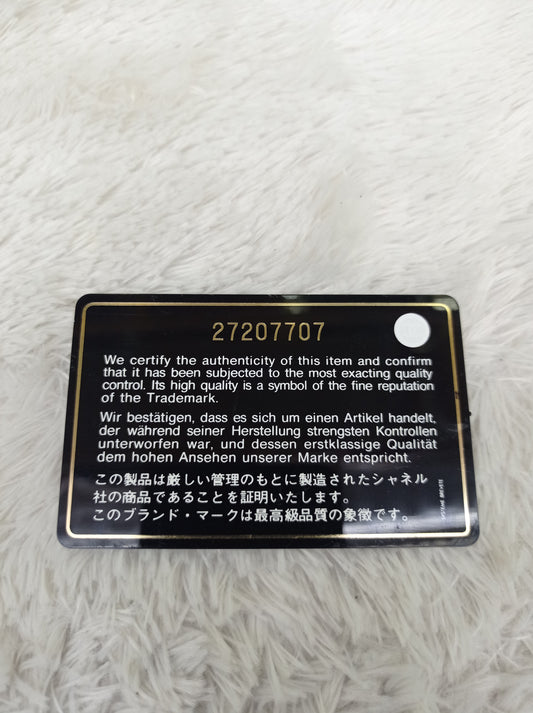 27207707
We certify the authenticity of this item and confirm
that it has been subjected to the most exacting quality
control. Its high quality is a symbol of the fine reputation
of the Trademark.
Wir bestätigen, dass es sich um einen Artikel handelt,
der während seiner Herstellung strengsten Kontrollen
unterworfen war, und dessen erstklassige Qualität
dem hohen Ansehen unserer Marke entspricht.
この製品は厳しい管理のもとに製造されたシャネル
社の商品であることを証明いたします。
このブランド・マークは最高級品質の象徴です。